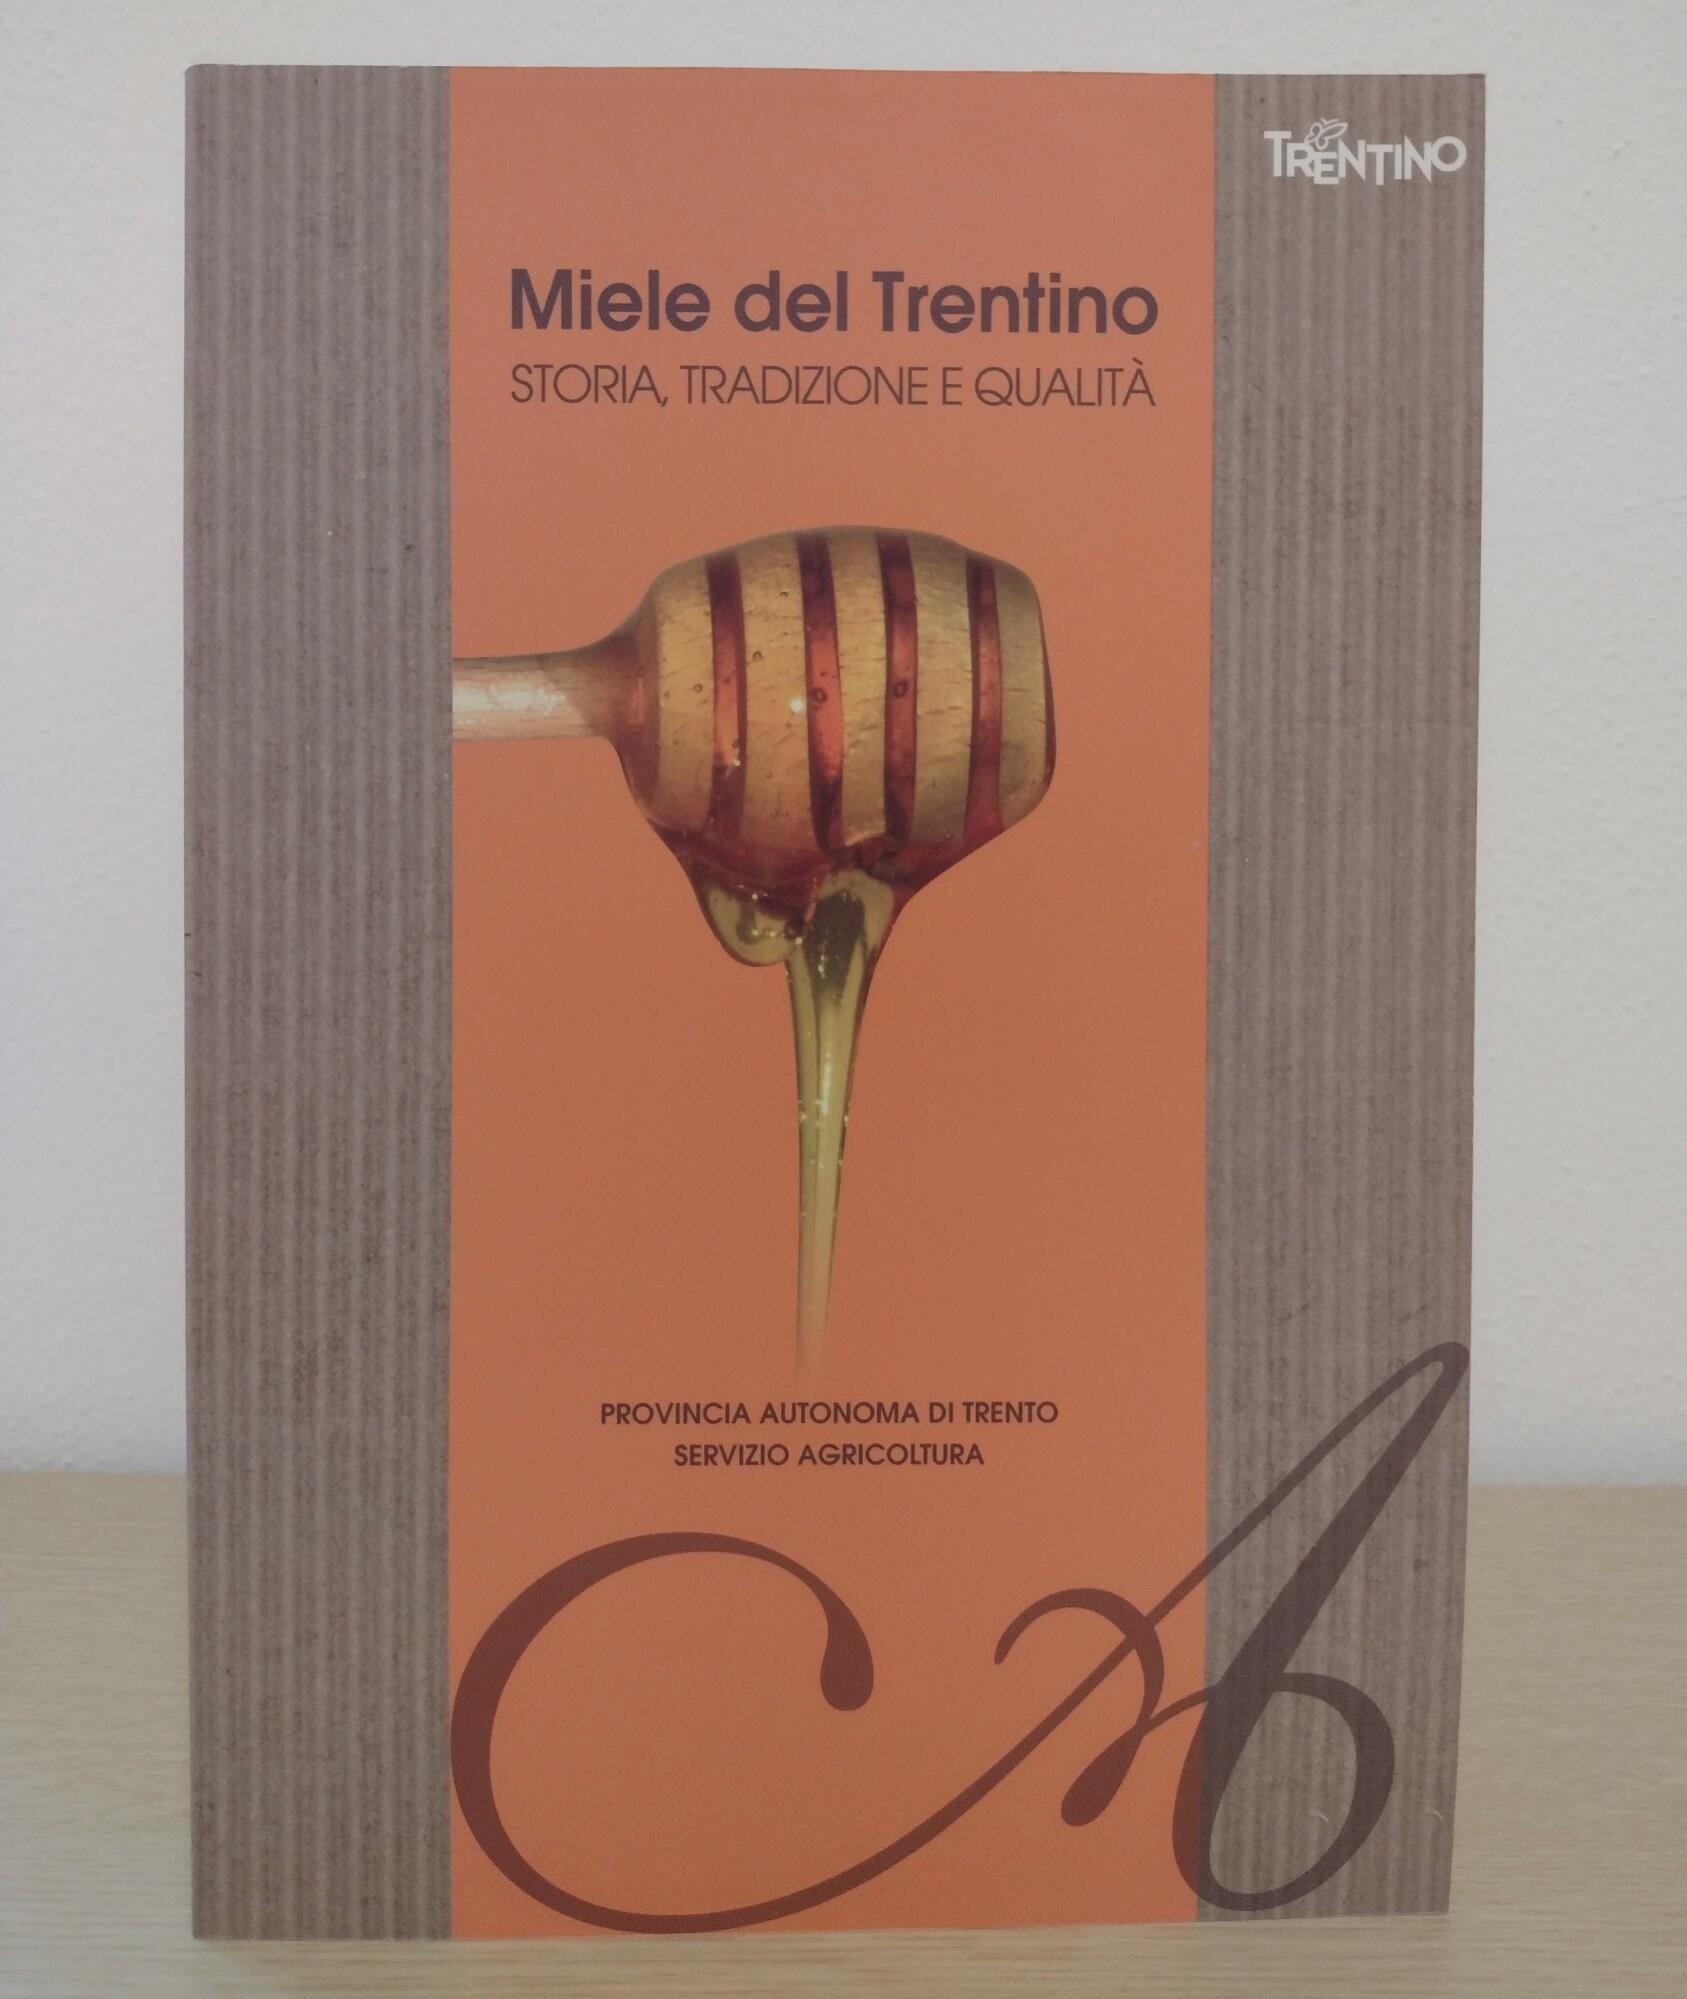 TRENTINO
Miele del Trentino
STORIA, TRADIZIONE E QUALITÀ
PROVINCIA AUTONOMA DI TRENTO
SERVIZIO AGRICOLTURA
A